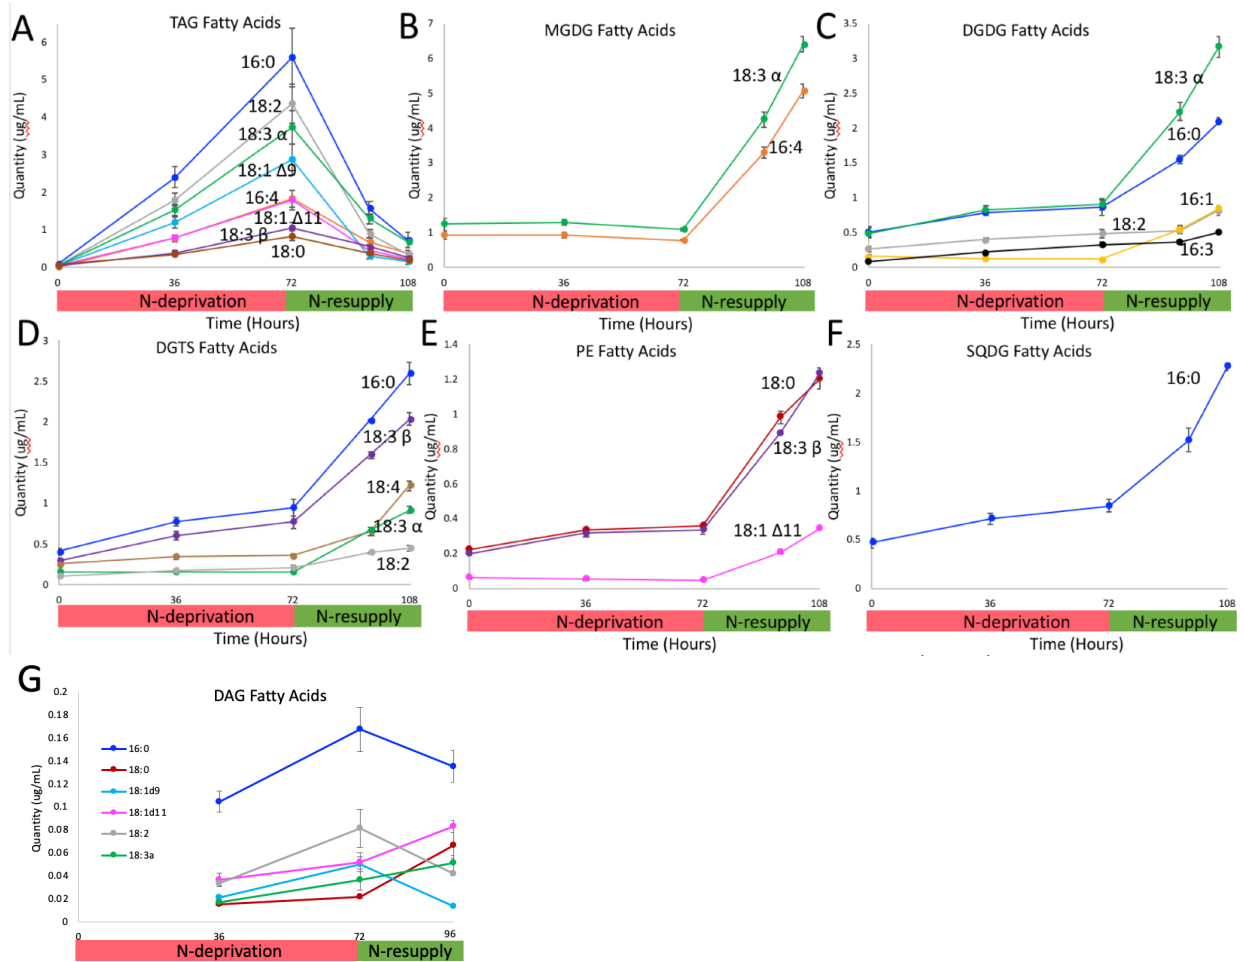 A
TAG Fatty Acids
Quantity (ug/mL)
6
5
4
3
2
1
0
16:0
18:2
18:3 α
18:1 Δ9
16:4
18:1 Δ11
18:3 β
18:0
0
36
72
108
N-deprivation
N-resupply
Time (Hours)
B
MGDG Fatty Acids
Quantity (ug/mL)
7
6
5
4
3
2
1
0
18:3 α
16:4
0
36
72
108
N-deprivation
N-resupply
Time (Hours)
C
DGDG Fatty Acids
Quantity (ug/mL)
3.5
3
2.5
2
1.5
1
0.5
0
18:3 α
16:0
16:1
18:2
16:3
0
36
72
108
N-deprivation
N-resupply
Time (Hours)
D
DGTS Fatty Acids
Quantity (ug/mL)
3
2.5
2
1.5
1
0.5
0
16:0
18:3 β
18:4
18:3 α
18:2
0
36
72
108
N-deprivation
N-resupply
Time (Hours)
E
PE Fatty Acids
Quantity (ug/mL)
1.4
1.2
1
0.8
0.6
0.4
0.2
0
18:0
18:3 β
18:1 Δ11
0
36
72
108
N-deprivation
N-resupply
Time (Hours)
F
SQDG Fatty Acids
Quantity (ug/mL)
2.5
2
1.5
1
0.5
0
16:0
0
36
72
108
N-deprivation
N-resupply
Time (Hours)
G
DAG Fatty Acids
Quantity (ug/mL)
0.2
0.18
0.16
0.14
0.12
0.1
0.08
0.06
0.04
0.02
0
16:0
18:0
18:1d9
18:1d11
18:2
18:3a
0
36
72
96
N-deprivation
N-resupply